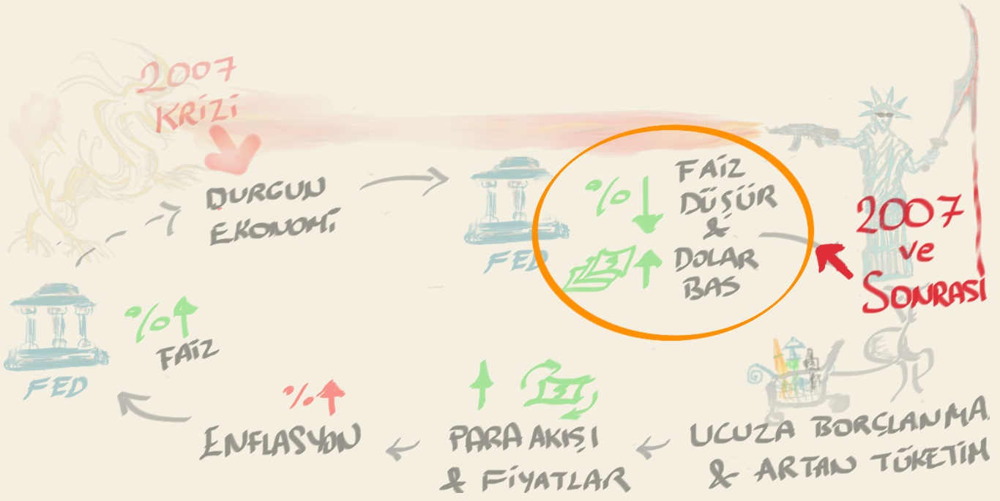 2007
KRİZİ
DURGUN
EKONOMİ
FED
%
FAİZ
DÜŞÜR
&
DOLAR
BAS
2007
ve
SONRASI
UCUZA BORÇLANMA
& ARTAN TÜKETİM
PARA AKIŞI
& FİYATLAR
%
ENFLASYON
%
FAİZ
FED